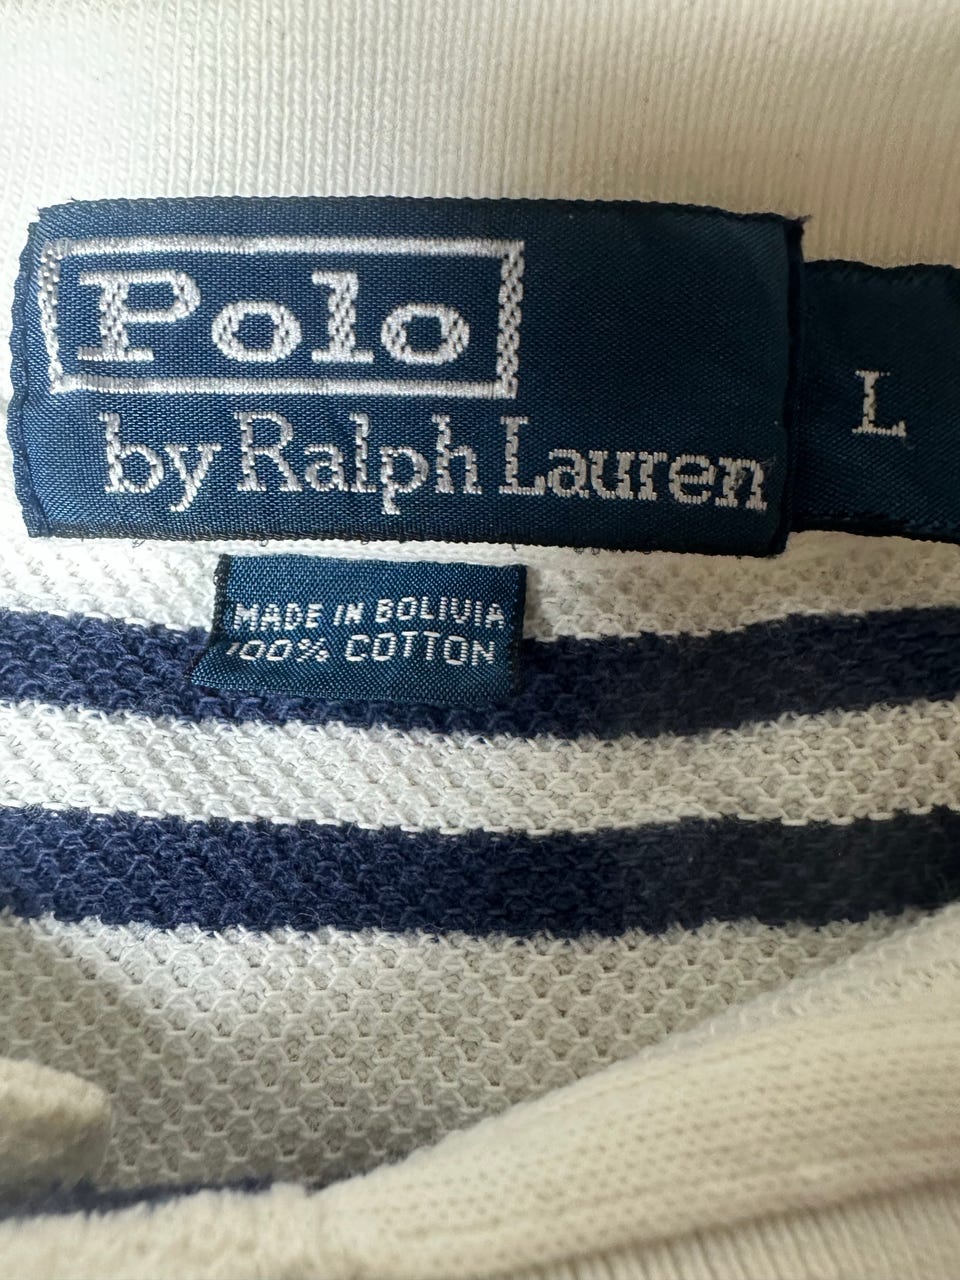 Polo
by Ralph Lauren
L
MADE IN BOLIVIA
100% COTTON